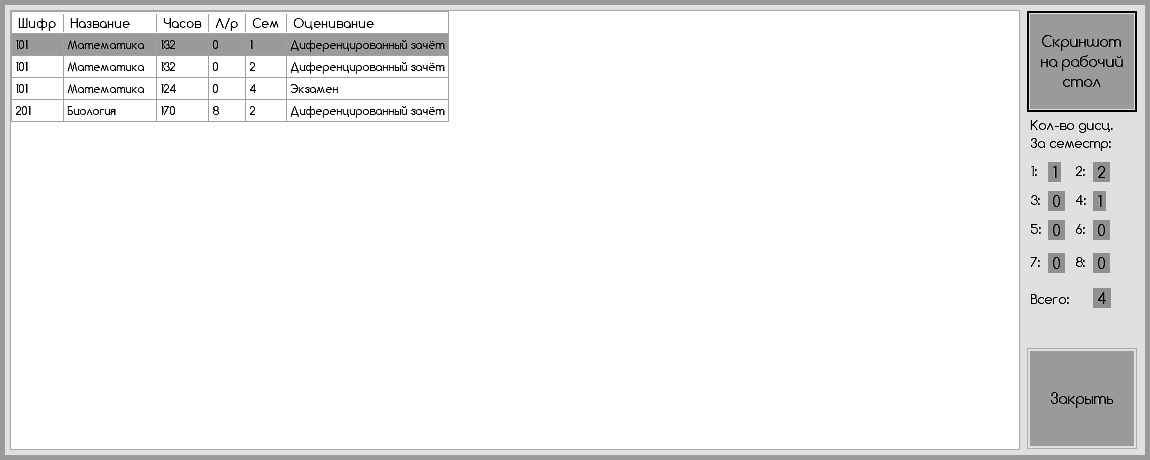 Шифр Название Часов Л/р Сем Оценивание
101 Математика 132 0 1 Диференцированный зачёт
101 Математика 132 0 2 Диференцированный зачёт
101 Математика 124 0 4 Экзамен
201 Биология 170 8 2 Диференцированный зачёт
Скриншот
на рабочий
стол
Кол-во дисц.
За семестр:
1: 1 2: 2
3: 0 4: 1
5: 0 6: 0
7: 0 8: 0
Всего: 4
Закрыть